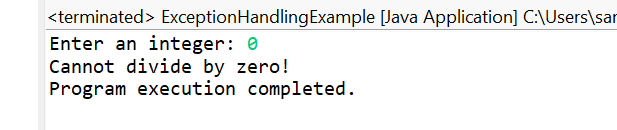 <terminated> ExceptionHandlingExample [Java Application] C:\Users\sar
Enter an integer: 0
Cannot divide by zero!
Program execution completed.